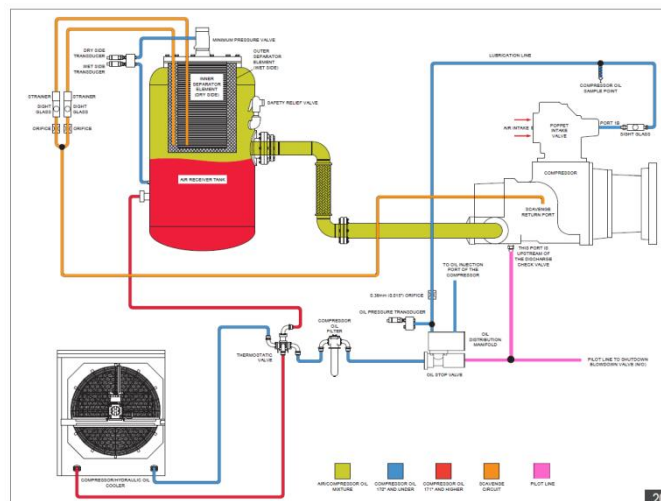 DRY SIDE
TRANSDUCER
WET SIDE
TRANSDUCER
MINIMUM PRESSURE VALVE
OUTER
SEPARATOR
ELEMENT
(WET SIDE)
INNER
SEPARATOR
ELEMENT
(DRY SIDE)
STRAINER
SIGHT
GLASS
ORIFICE
STRAINER
SIGHT
GLASS
ORIFICE
SAFETY RELIEF VALVE
AIR RECEIVER TANK
LUBRICATION LINE
COMPRESSOR OIL
SAMPLE POINT
AIR INTAKE
POPPET
INTAKE
VALVE
PORT 1B
SIGHT GLASS
COMPRESSOR
SCAVENGE
RETURN PORT
THIS PORT IS
UPSTREAM OF
THE DISCHARGE
CHECK VALVE
TO OIL INJECTION
PORT OF THE
COMPRESSOR
ORIFICE
OIL PRESSURE TRANSDUCER
COMPRESSOR
OIL
FILTER
THERMOSTATIC
VALVE
OIL
DISTRIBUTION
MANIFOLD
OIL STOP VALVE
PILOT LINE TO SHUTDOWN
BLOWDOWN VALVE (N/O)
COMPRESSOR/HYDRAULIC OIL
COOLER
AIR/COMPRESSOR OIL
MIXTURE
COMPRESSOR OIL
170° AND UNDER
COMPRESSOR OIL
171° AND HIGHER
SCAVENGE
CIRCUIT
PILOT LINE